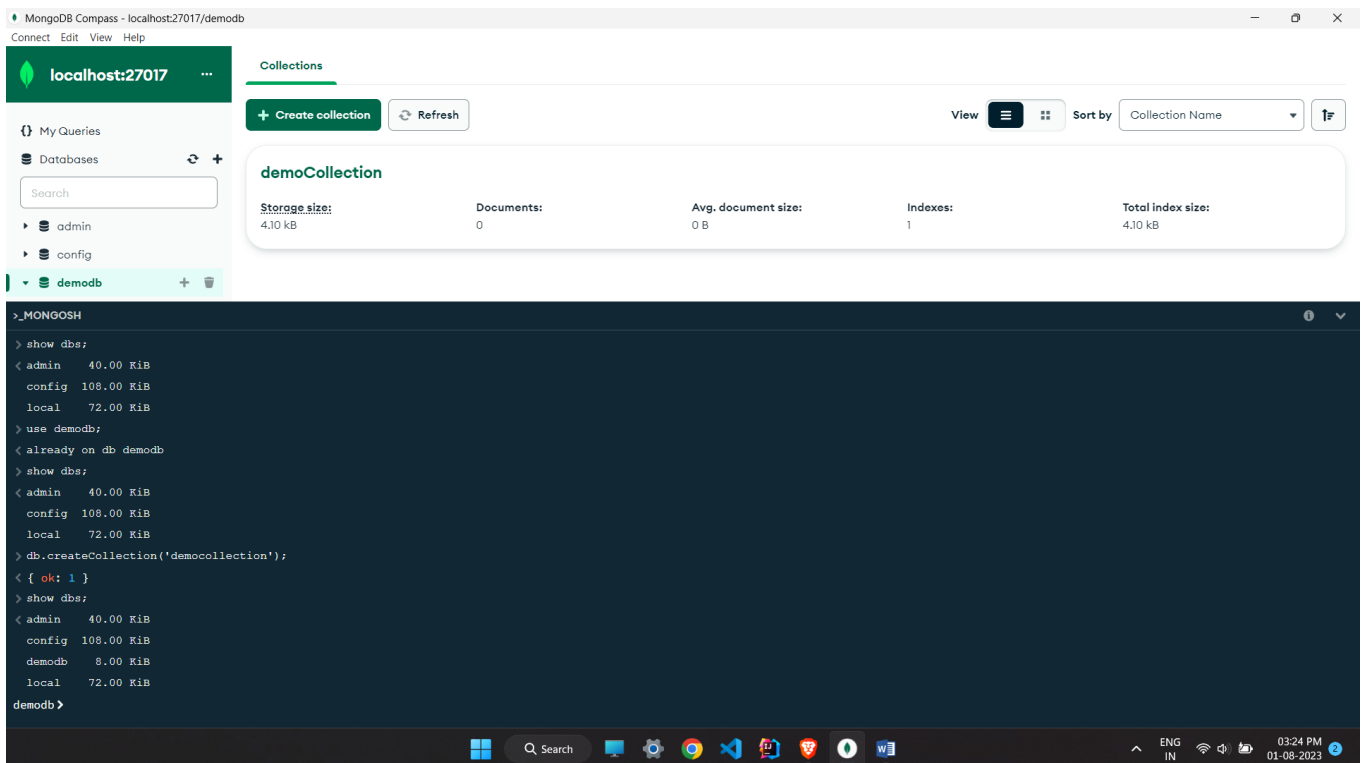 MongoDB Compass - localhost:27017/demodb
Connect Edit View Help
localhost:27017 ...
Collections
+ Create collection Refresh View Sort by Collection Name
{} My Queries
Databases
Search
admin
config
demodb
demoCollection
Storage size: Documents: Avg. document size: Indexes: Total index size:
4.10 kB 0 0 B 1 4.10 kB
>_MONGOSH
> show dbs;
< admin 40.00 KiB
config 108.00 KiB
local 72.00 KiB
> use demodb;
< already on db demodb
> show dbs;
< admin 40.00 KiB
config 108.00 KiB
local 72.00 KiB
> db.createCollection('democollection');
< { ok: 1 }
> show dbs;
< admin 40.00 KiB
config 108.00 KiB
demodb 8.00 KiB
local 72.00 KiB
demodb>
Search
ENG
IN
03:24 PM
01-08-2023
2